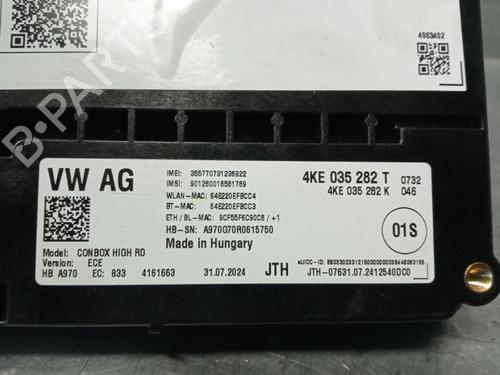 4063402
B-PARTS
VW AG
IMEI: 355770731236922
IMSI: 901280018581789
WLAN-MAC: 64E220EFBCC4
BT-MAC: 64E220EFBCC3
ETH / BL-MAC: 9CF55F6C90C8 / +1
HB-SN: A970G70R0615750
Made in Hungary
4KE 035 282 T 0732
4KE 035 282 K 046
01S
Model: CONBOX HIGH RD
Version: ECE
HB A970 EC: 833 4161663 31.07.2024 JTH
JTH-07631.07.2412540DC0